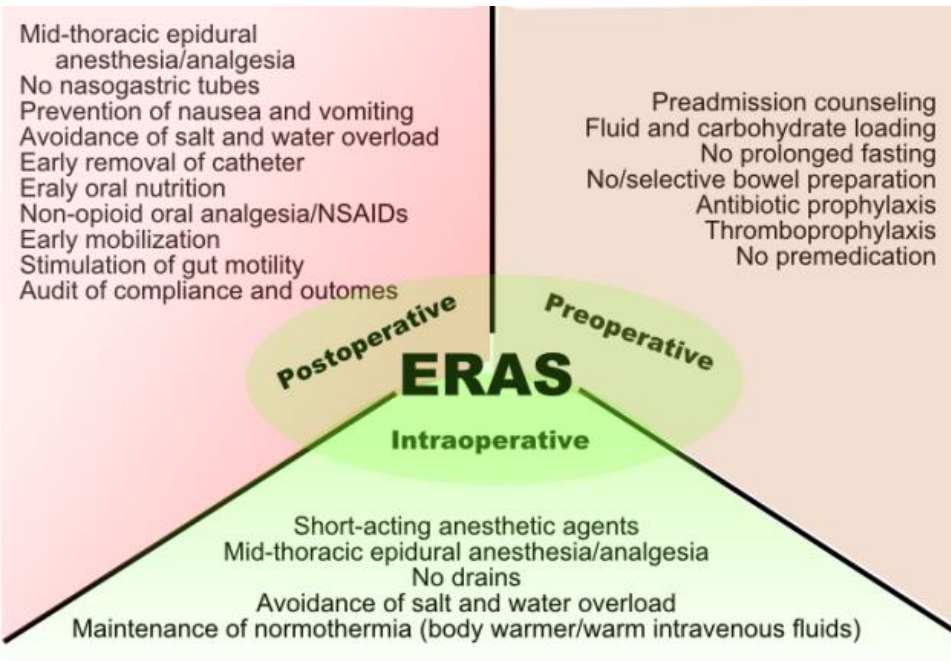 Mid-thoracic epidural
anesthesia/analgesia
No nasogastric tubes
Prevention of nausea and vomiting
Avoidance of salt and water overload
Early removal of catheter
Eraly oral nutrition
Non-opioid oral analgesia/NSAIDs
Early mobilization
Stimulation of gut motility
Audit of compliance and outcomes
Preadmission counseling
Fluid and carbohydrate loading
No prolonged fasting
No/selective bowel preparation
Antibiotic prophylaxis
Thromboprophylaxis
No premedication
Postoperative
Preoperative
ERAS
Intraoperative
Short-acting anesthetic agents
Mid-thoracic epidural anesthesia/analgesia
No drains
Avoidance of salt and water overload
Maintenance of normothermia (body warmer/warm intravenous fluids)